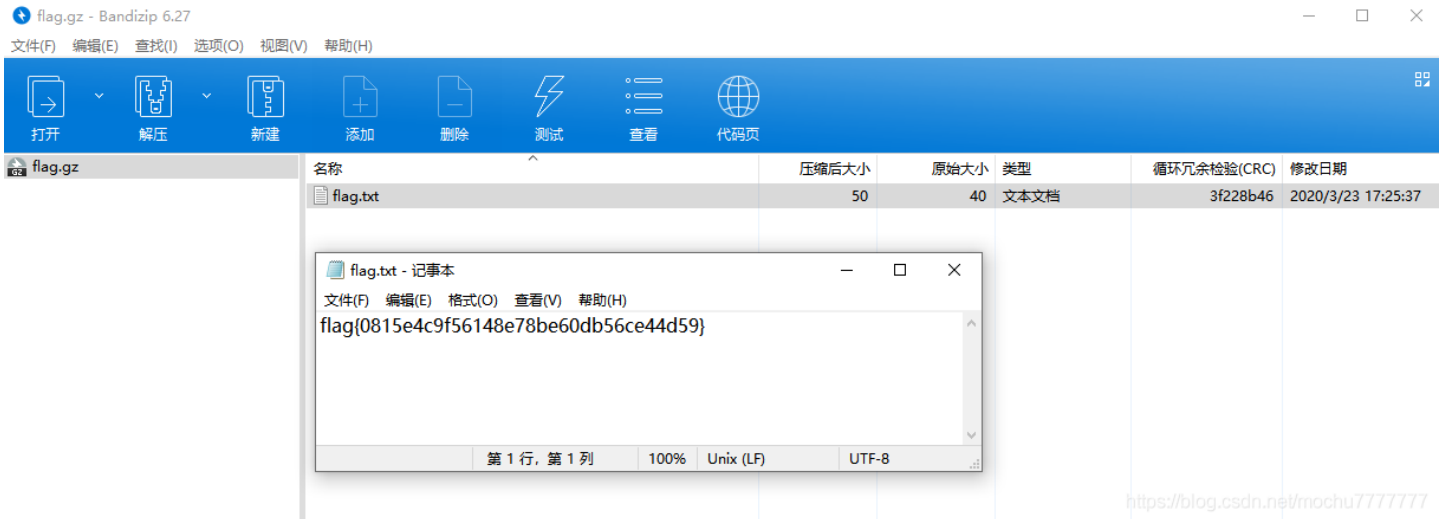 flag.gz - Bandizip 6.27
文件(F) 编辑(E) 查找(I) 选项(O) 视图(V) 帮助(H)
打开 解压 新建 添加 删除 测试 查看 代码页
flag.gz
名称 压缩后大小 原始大小 类型 循环冗余检验(CRC) 修改日期
flag.txt 50 40 文本文档 3f228b46 2020/3/23 17:25:37
flag.txt - 记事本
文件(F) 编辑(E) 格式(O) 查看(V) 帮助(H)
flag{0815e4c9f56148e78be60db56ce44d59}
第 1 行，第 1 列 100% Unix (LF) UTF-8
https://blog.csdn.net/mochu7777777